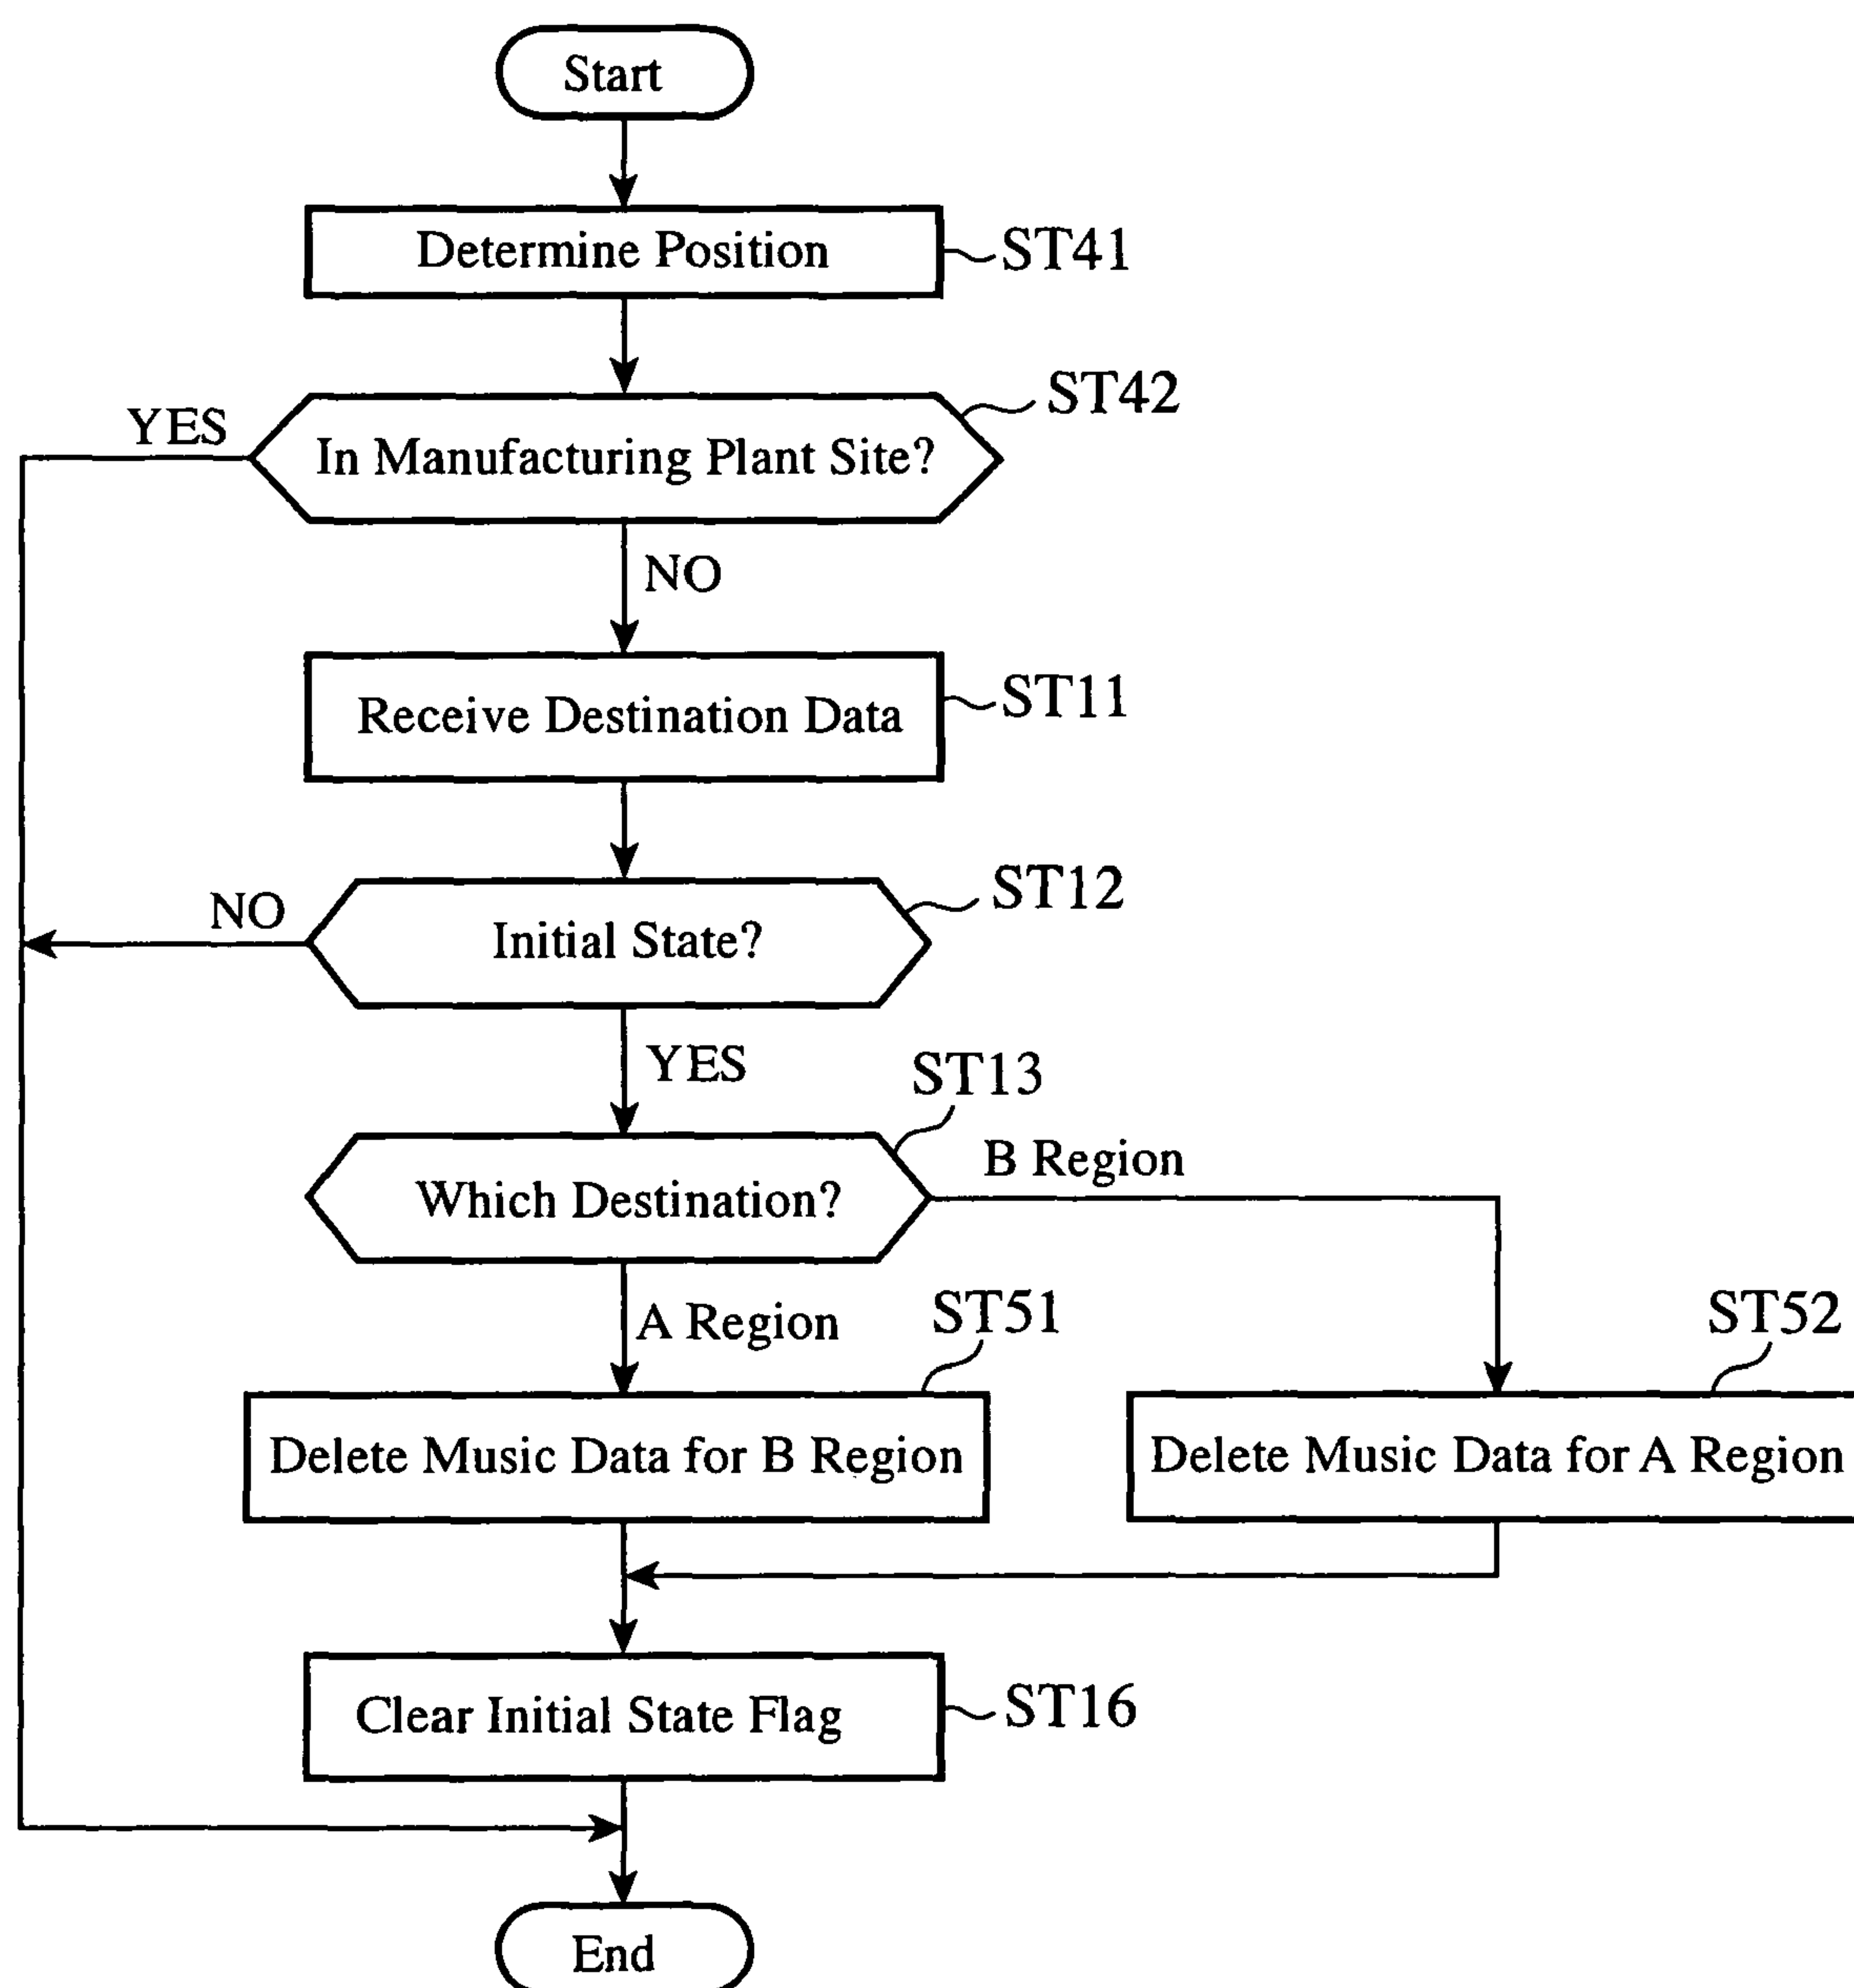 Start
Determine Position
ST41
ST42
YES
In Manufacturing Plant Site?
NO
Receive Destination Data
ST11
ST12
NO
Initial State?
YES
ST13
B Region
Which Destination?
A Region
ST51
ST52
Delete Music Data for B Region
Delete Music Data for A Region
Clear Initial State Flag
ST16
End